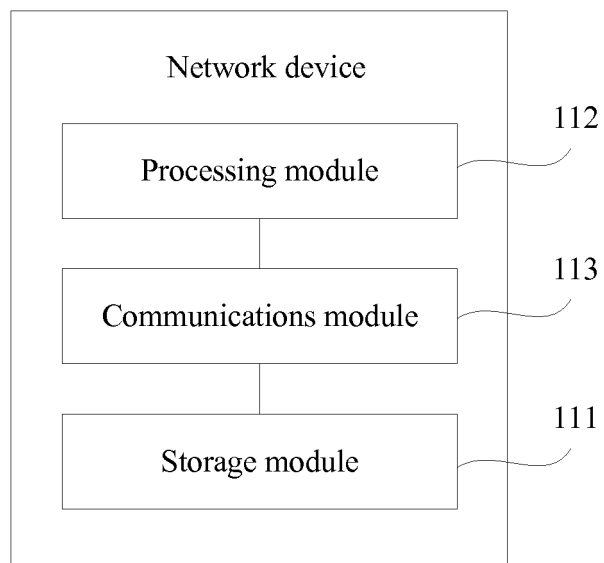 Network device
112
Processing module
113
Communications module
111
Storage module